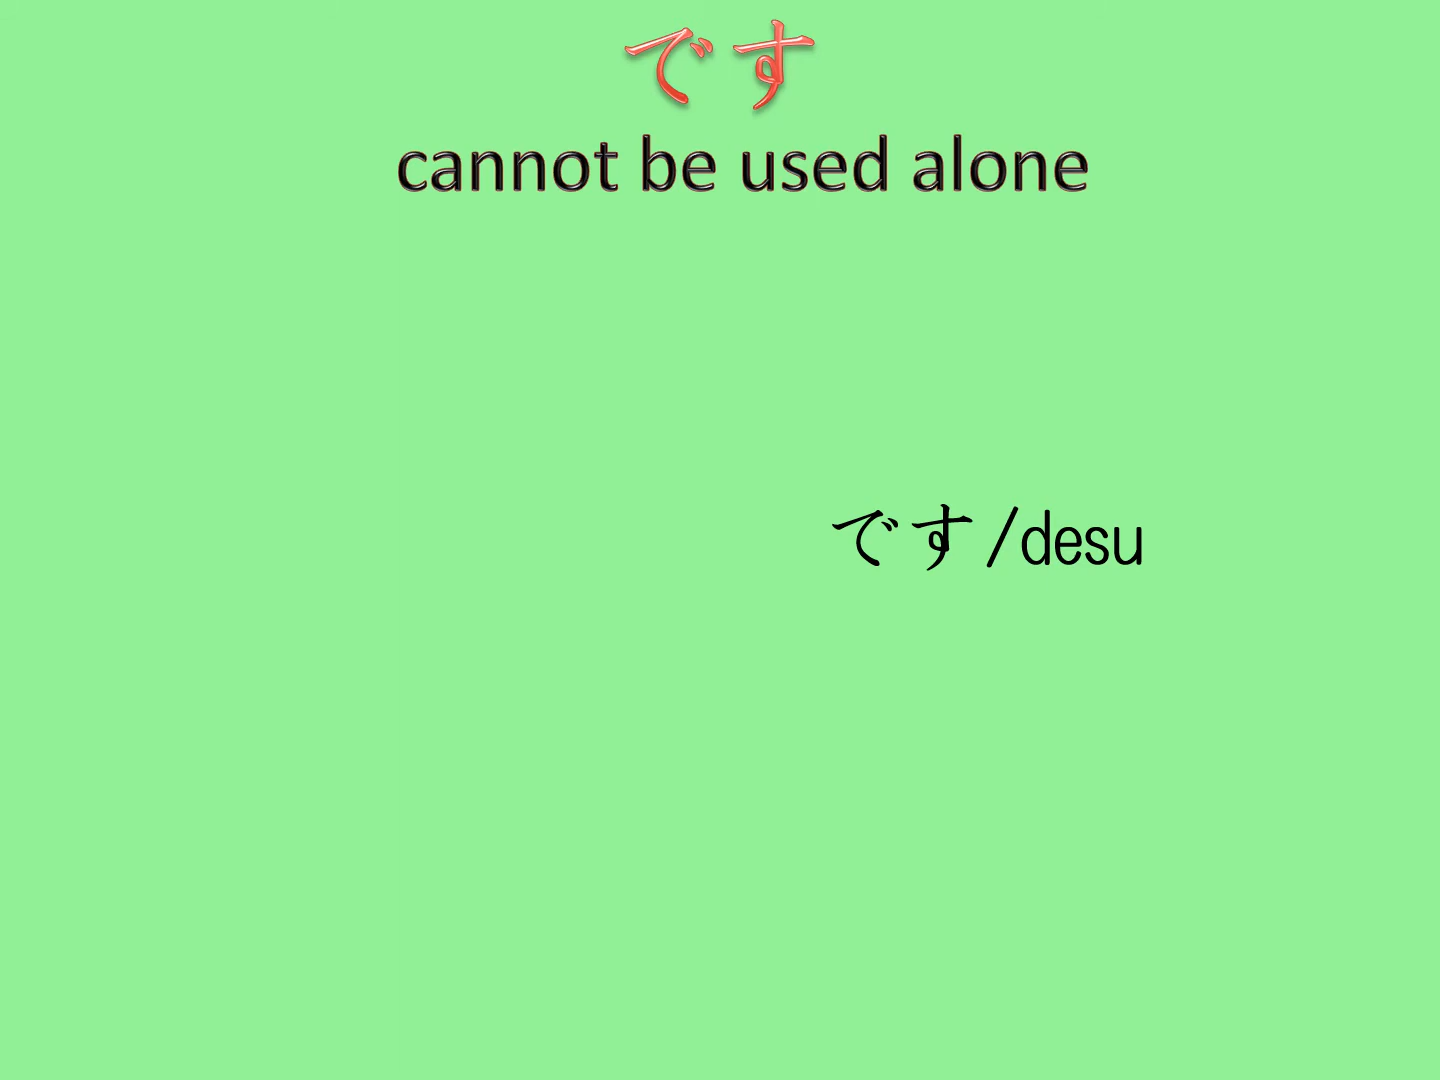 です
cannot be used alone
です/desu